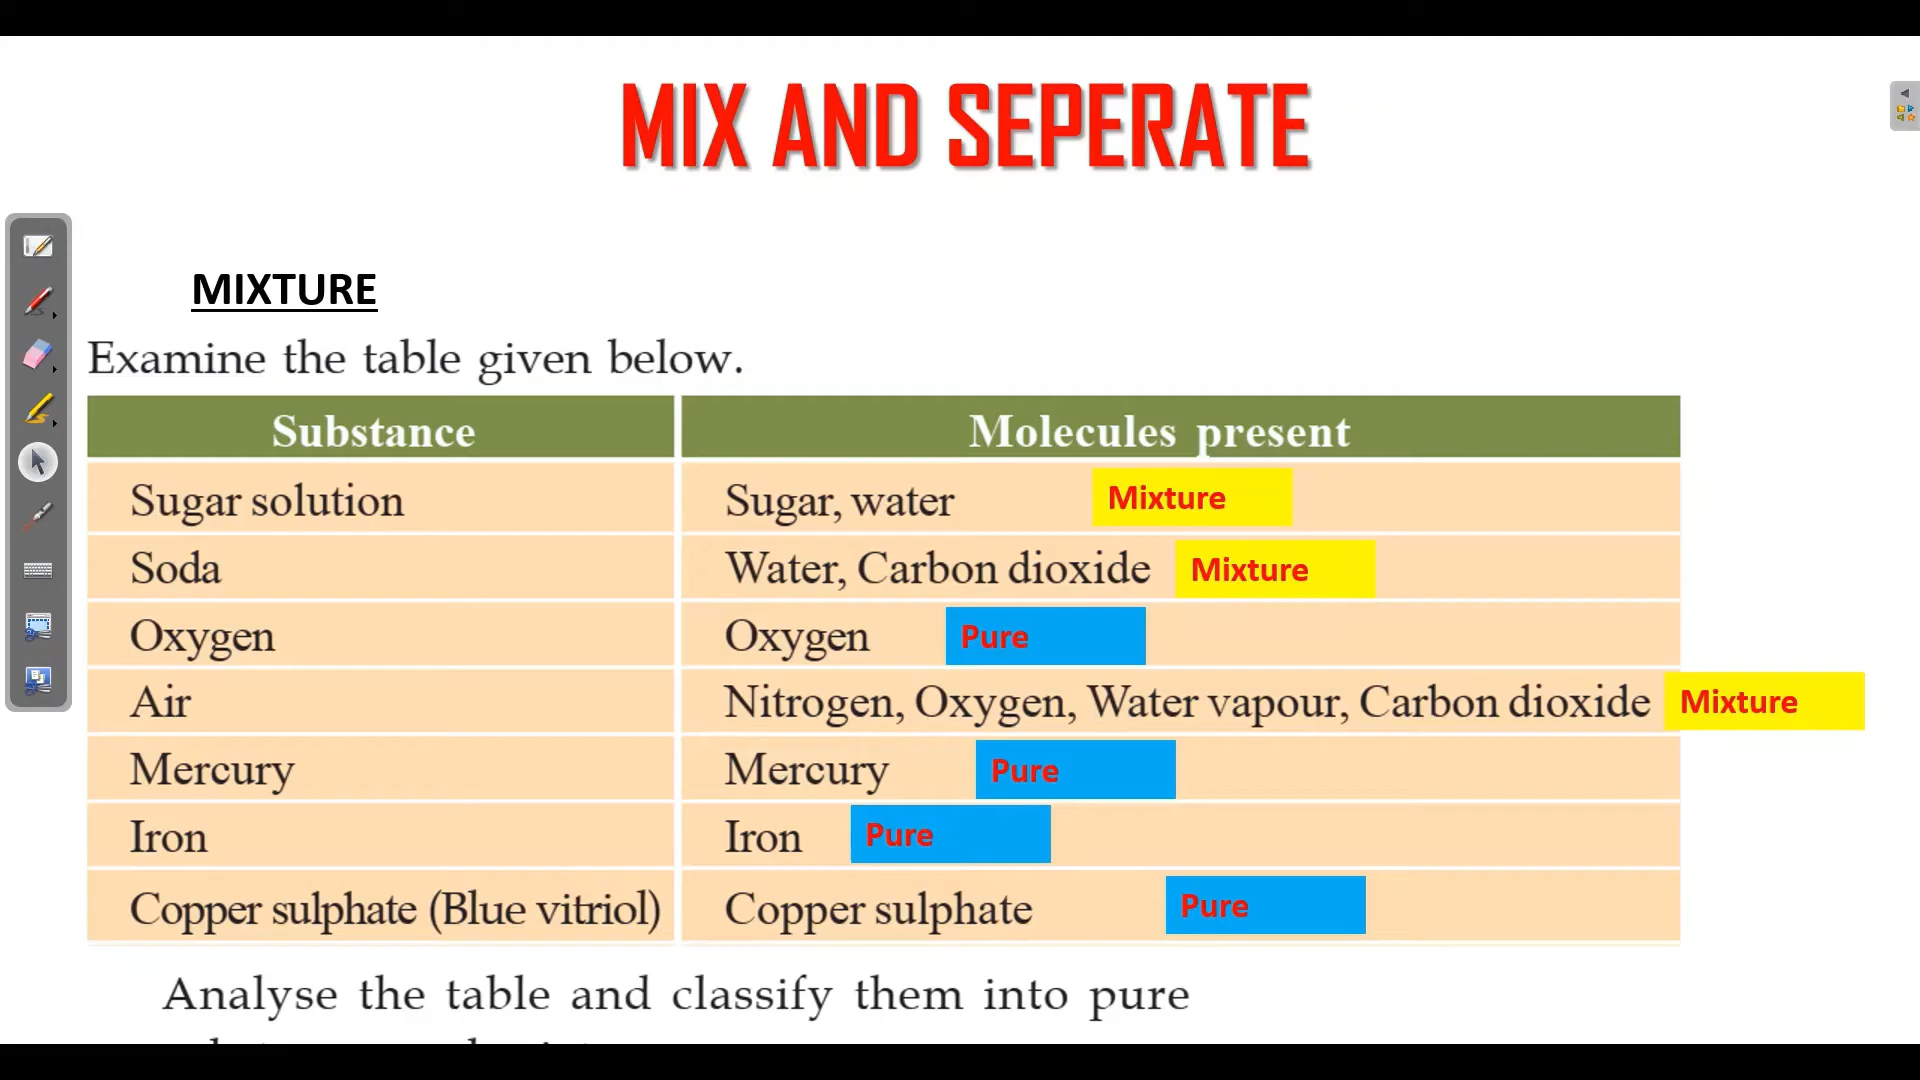 MIX AND SEPERATE
MIXTURE
Examine the table given below.
Substance Molecules present
Sugar solution Sugar, water Mixture
Soda Water, Carbon dioxide Mixture
Oxygen Oxygen Pure
Air Nitrogen, Oxygen, Water vapour, Carbon dioxide Mixture
Mercury Mercury Pure
Iron Iron Pure
Copper sulphate (Blue vitriol) Copper sulphate Pure
Analyse the table and classify them into pure